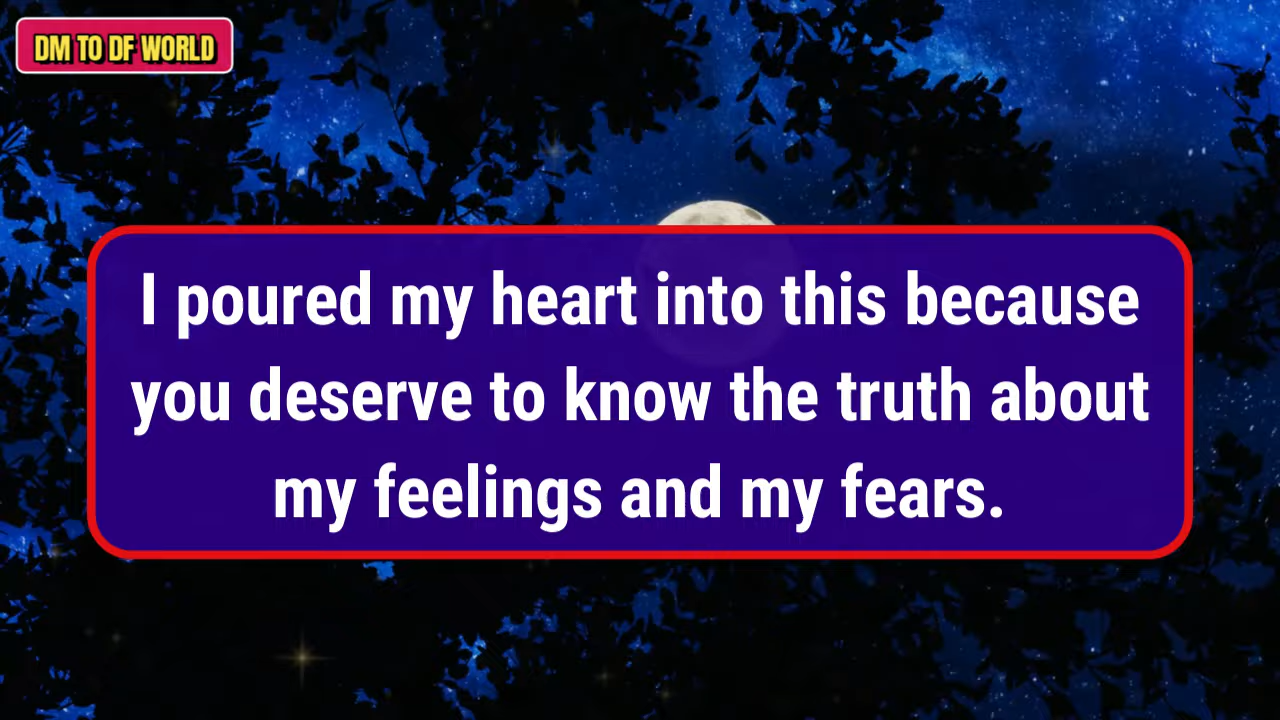 DM TO DF WORLD
I poured my heart into this because
you deserve to know the truth about
my feelings and my fears.